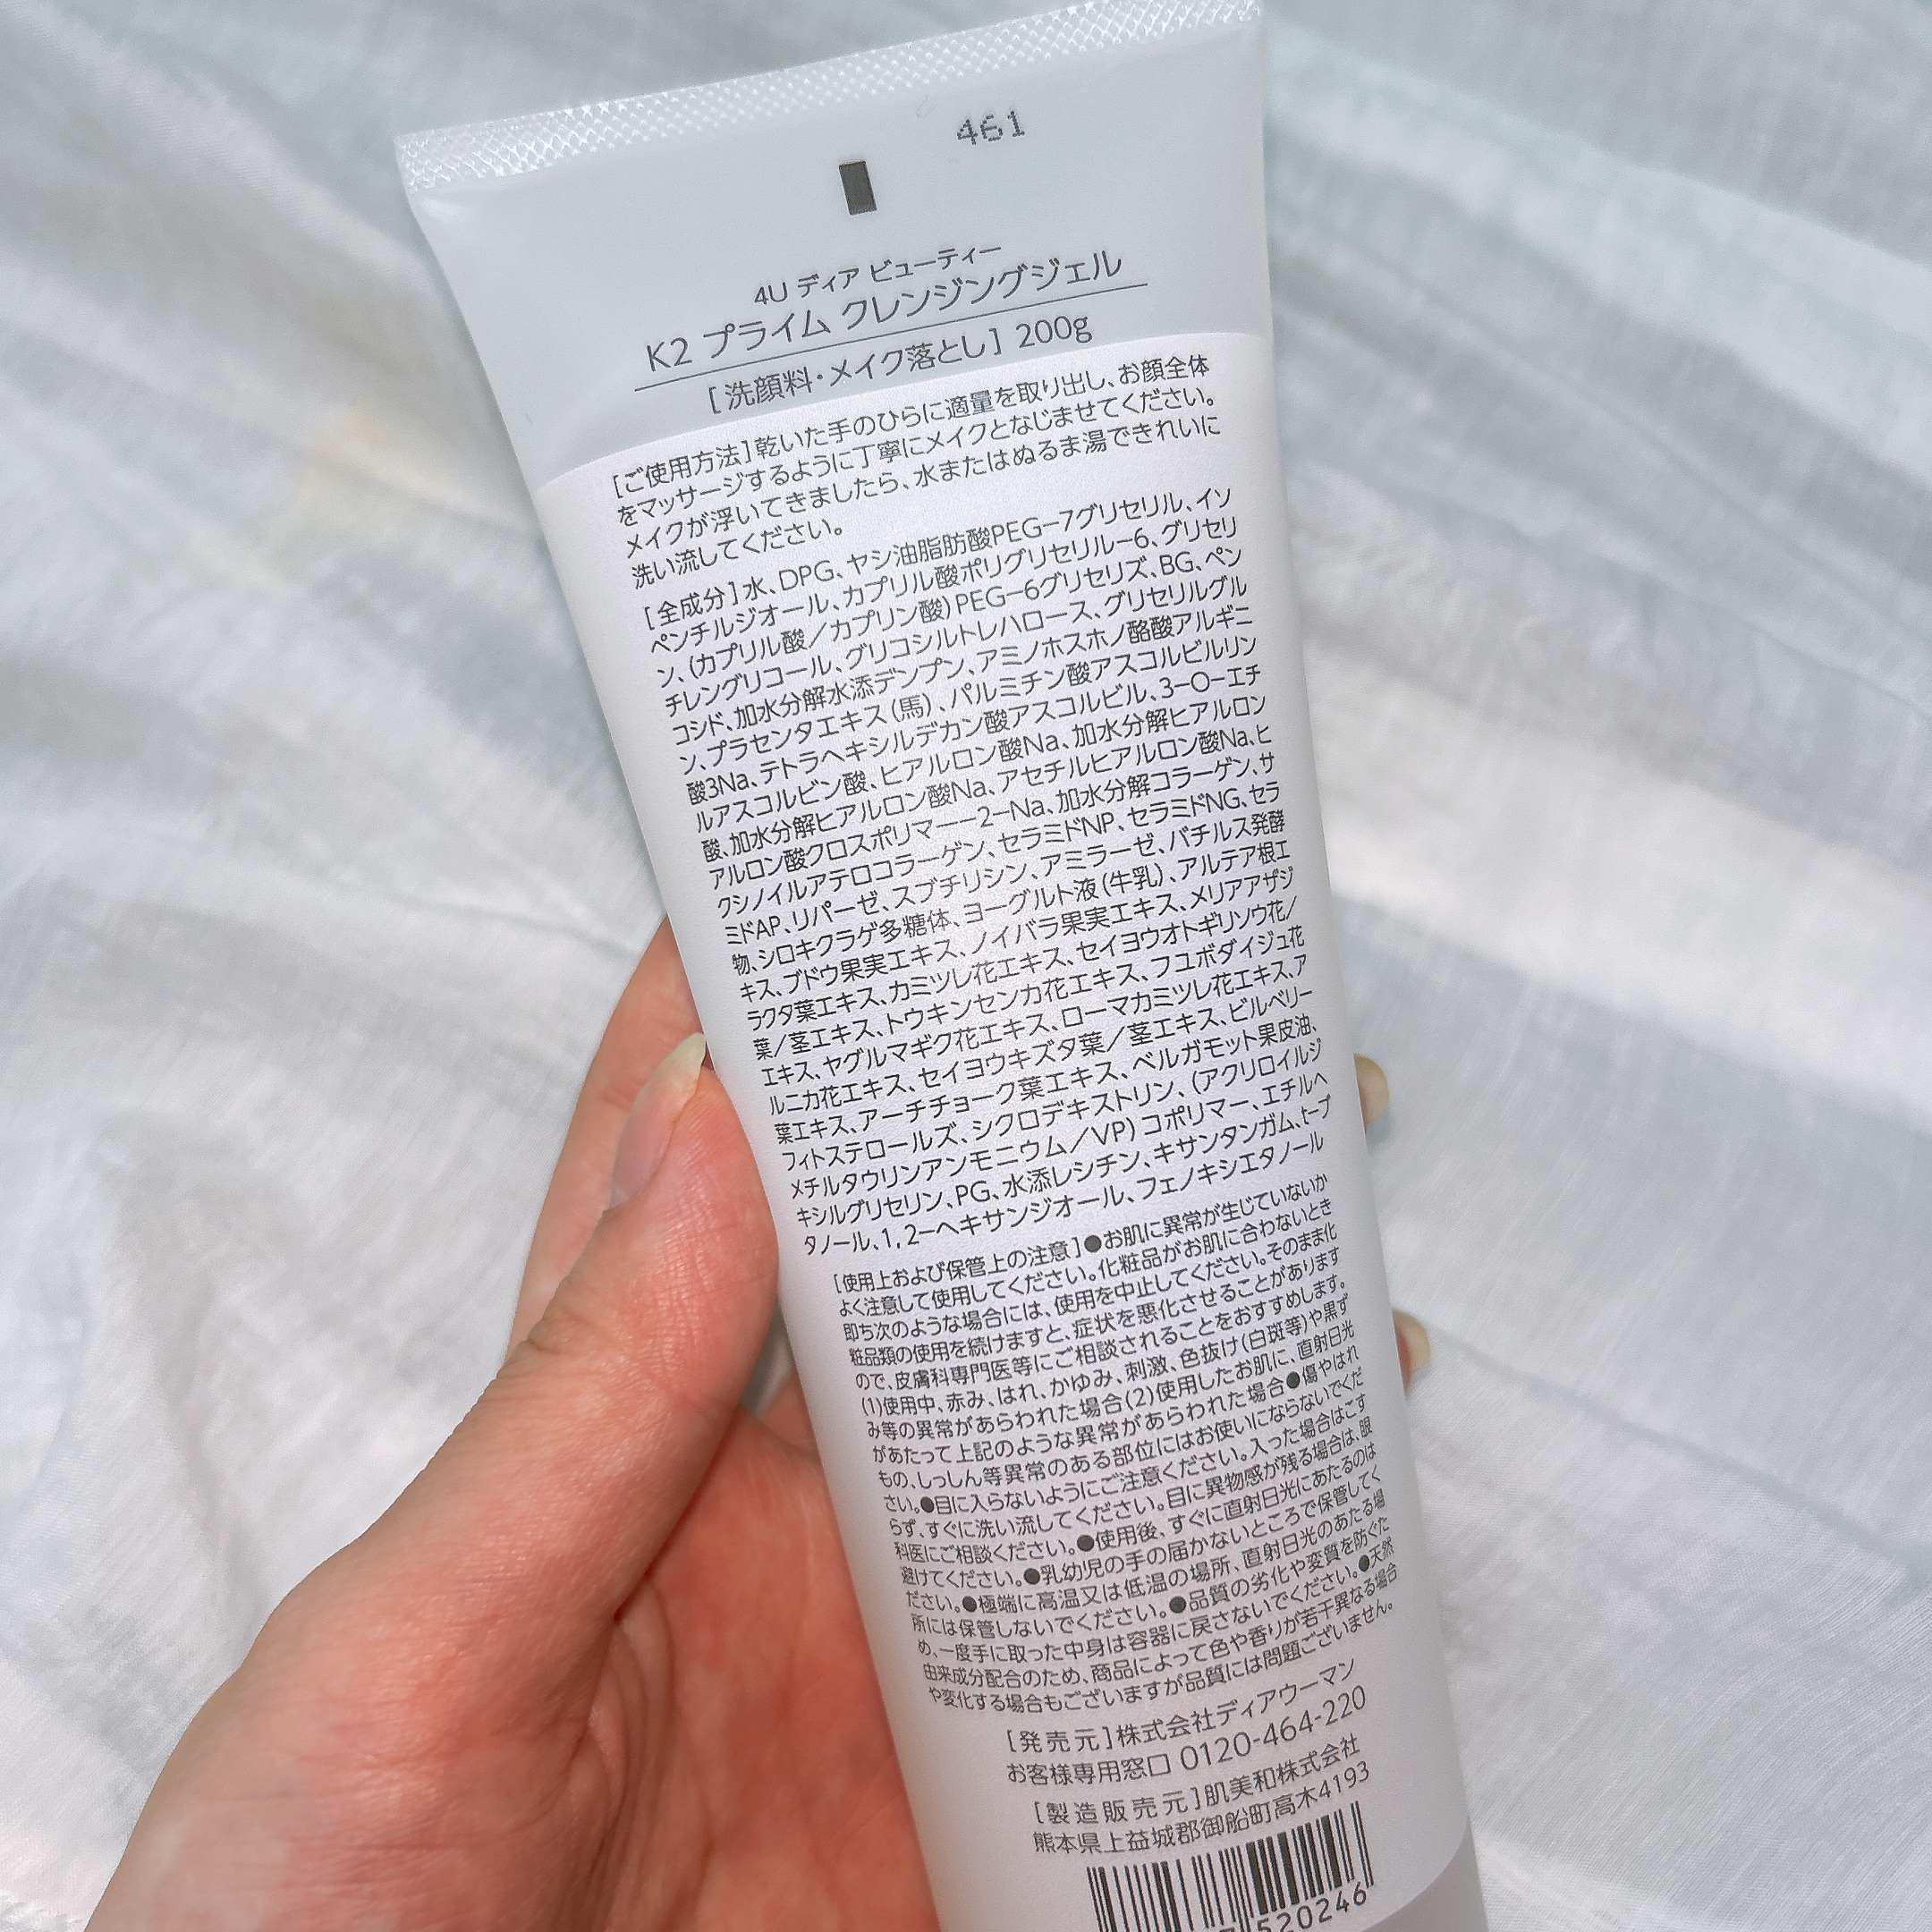 461
4U ディア ビューティー
K2 プライム クレンジングジェル
[洗顔料・メイク落とし] 200g
[ご使用方法]乾いた手のひらに適量を取り出し、お顔全体
をマッサージするように丁寧にメイクとなじませてください。
メイクが浮いてきましたら、水またはぬるま湯できれいに
洗い流してください。
[全成分]水、DPG、ヤシ油脂肪酸PEG−7グリセリル、イソ
ペンチルジオール、カプリル酸ポリグリセリル−6、グリセリ
ン、(カプリル酸/カプリン酸)PEG−6グリセリズ、BG、ペン
チレングリコール、グリコシルトレハロース、グリセリルグル
コシド、加水分解水添デンプン、アミノホスホノ酪酸アルギニ
ン、プラセンタエキス(馬)、パルミチン酸アスコルビルリン
酸3Na、テトラヘキシルデカン酸アスコルビル、3−O−エチ
ルアスコルビン酸、ヒアルロン酸Na、加水分解ヒアルロン
酸、加水分解ヒアルロン酸Na、アセチルヒアルロン酸Na、ヒ
アルロン酸クロスポリマー−2−Na、加水分解コラーゲン、サ
クシノイルアテロコラーゲン、セラミドNP、セラミドNG、セラ
ミドAP、リパーゼ、スブチリシン、アミラーゼ、バチルス発酵
物、シロキクラゲ多糖体、ヨーグルト液(牛乳)、アルテア根エ
キス、ブドウ果実エキス、ノイバラ果実エキス、メリアアザジ
ラクタ葉エキス、カミツレ花エキス、セイヨウオトギリソウ花/
葉/茎エキス、トウキンセンカ花エキス、フユボダイジュ花
エキス、ヤグルマギク花エキス、ローマカミツレ花エキス、ア
ルニカ花エキス、セイヨウキズタ葉/茎エキス、ビルベリー
葉エキス、アーチチョーク葉エキス、ベルガモット果皮油、
フィトステロールズ、シクロデキストリン、(アクリロイルジ
メチルタウリンアンモニウム/VP)コポリマー、エチルヘ
キシルグリセリン、PG、水添レシチン、キサンタンガム、t−ブ
タノール、1,2−ヘキサンジオール、フェノキシエタノール
[使用上および保管上の注意]●お肌に異常が生じていないか
よく注意して使用してください。化粧品がお肌に合わないとき
即ち次のような場合には、使用を中止してください。そのまま化
粧品類の使用を続けますと、症状を悪化させることがあります
ので、皮膚科専門医等にご相談されることをおすすめします。
(1)使用中、赤み、はれ、かゆみ、刺激、色抜け(白斑等)や黒ず
み等の異常があらわれた場合(2)使用したお肌に、直射日光
があたって上記のような異常があらわれた場合●傷やはれ
もの、しっしん等異常のある部位にはお使いにならないでくだ
さい。●目に入らないようにご注意ください。入った場合はこす
らず、すぐに洗い流してください。目に異物感が残る場合は、眼
科医にご相談ください。●使用後、すぐに直射日光にあたるのは
避けてください。●乳幼児の手の届かないところで保管してく
ださい。●極端に高温又は低温の場所、直射日光のあたる場
所には保管しないでください。●品質の劣化や変質を防ぐた
め、一度手に取った中身は容器に戻さないでください。●天然
由来成分配合のため、商品によって色や香りが若干異なる場合
や変化する場合もございますが品質には問題ございません。
[発売元]株式会社ディアウーマン
お客様専用窓口 0120-464-220
[製造販売元]肌美和株式会社
熊本県上益城郡御船町高木4193
520246